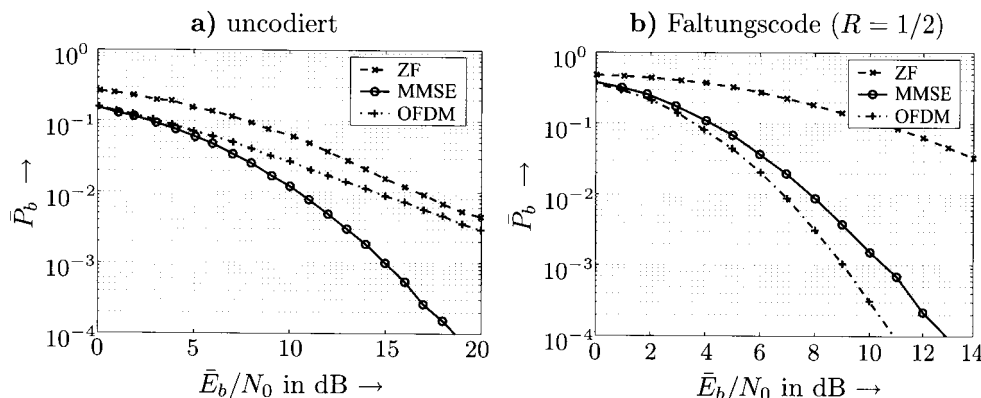 a) uncodiert
10^0
10^-1
10^-2
10^-3
10^-4
P̄_b →
ZF
MMSE
OFDM
0 5 10 15 20
Ē_b/N_0 in dB →
b) Faltungscode (R = 1/2)
10^0
10^-1
10^-2
10^-3
10^-4
P̄_b →
ZF
MMSE
OFDM
0 2 4 6 8 10 12 14
Ē_b/N_0 in dB →